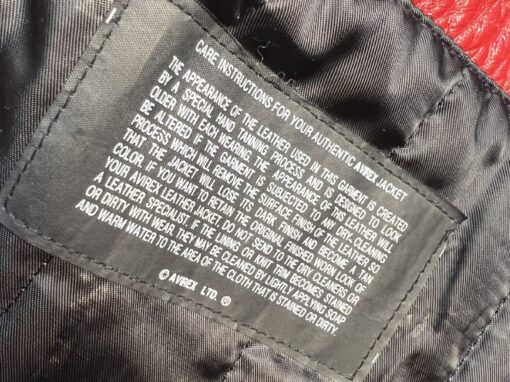 CARE INSTRUCTIONS FOR YOUR AUTHENTIC AVIREX JACKET
THE APPEARANCE OF THE LEATHER USED IN THIS GARMENT IS CREATED
BY A SPECIAL HAND TANNING PROCESS AND IS DESIGNED TO LOOK
OLDER WITH EACH WEARING. THE APPEARANCE OF THIS LEATHER WILL
BE ALTERED IF THE GARMENT IS SUBJECTED TO ANY DRY CLEANING
PROCESS WHICH WILL REMOVE THE SURFACE FINISH OF THE LEATHER SO
THAT THE JACKET WILL LOSE ITS DARK FINISH AND BECOME A TAN
COLOR. IF YOU WANT TO RETAIN THE ORIGINAL FINISHED WORN LOOK OF
YOUR AVIREX LEATHER JACKET, DO NOT SEND TO THE DRY CLEANERS OR
A LEATHER SPECIALIST. IF THE LINING OR KNIT TRIM BECOMES STAINED
OR DIRTY WITH WEAR THEY MAY BE CLEANED BY LIGHTLY APPLYING SOAP
AND WARM WATER TO THE AREA OF THE CLOTH THAT IS STAINED OR DIRTY.
© AVIREX LTD. ®